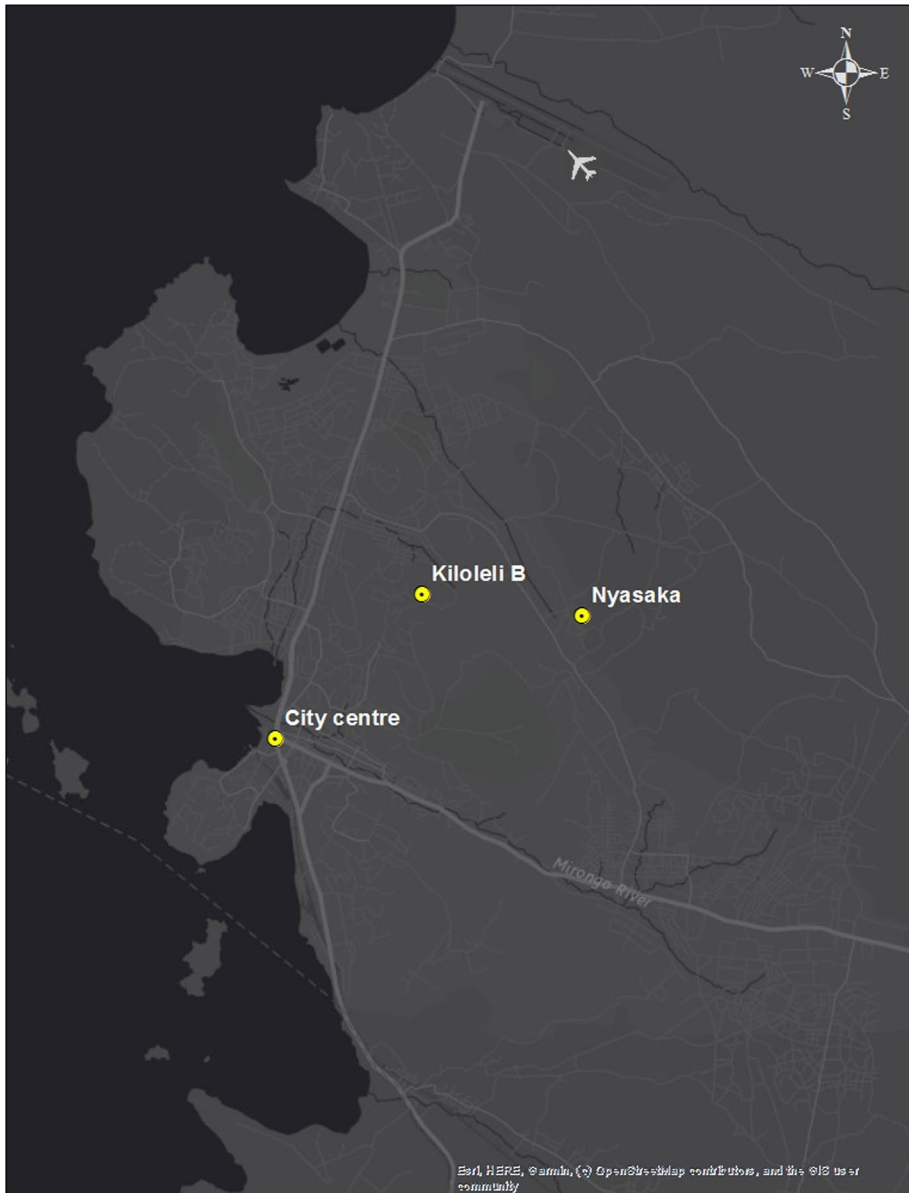 N
W E
S
Kiloleli B
Nyasaka
City centre
Mirongo River
Esri, HERE, Garmin, (c) OpenStreetMap contributors, and the GIS user
community